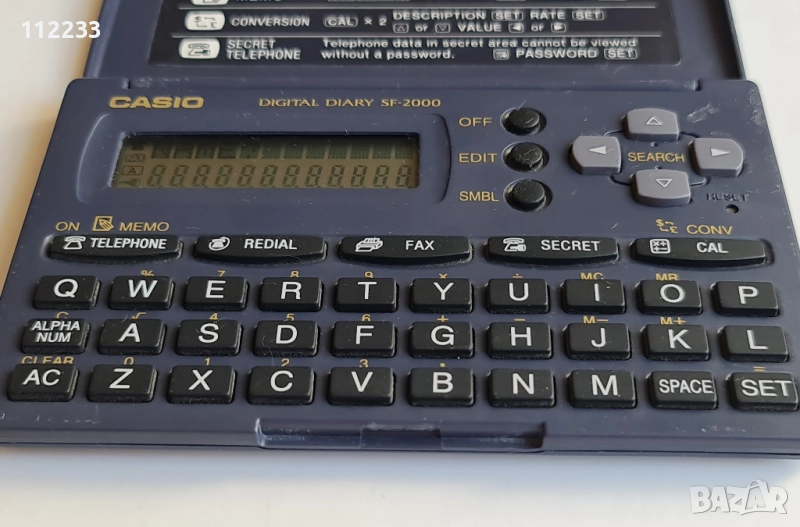 112233
CONVERSION CAL × 2 DESCRIPTION SET RATE SET
△ or ▽ VALUE ◁ or ▷
SECRET TELEPHONE
Telephone data in secret area cannot be viewed
without a password. PASSWORD SET
CASIO DIGITAL DIARY SF-2000
OFF
EDIT SEARCH
SMBL RESET
ON MEMO CONV
TELEPHONE REDIAL FAX SECRET CAL
% 7 8 9 × ÷ MC MR
Q W E R T Y U I O P
C √ 4 5 6 + − M− M+
ALPHA NUM A S D F G H J K L
CLEAR 0 1 2 3 • =
AC Z X C V B N M SPACE SET
BAZAR